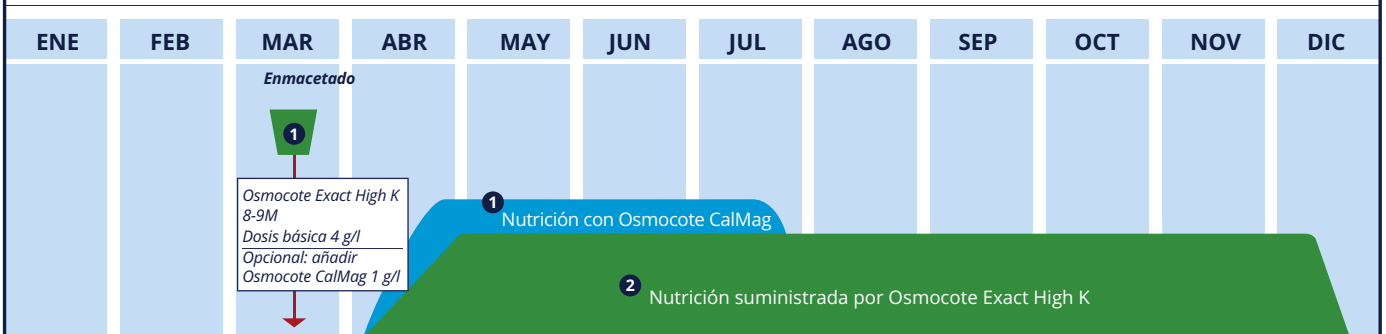 ENE FEB MAR ABR MAY JUN JUL AGO SEP OCT NOV DIC
Enmacetado
1
Osmocote Exact High K
8-9M
Dosis básica 4 g/l
Opcional: añadir
Osmocote CalMag 1 g/l
1
Nutrición con Osmocote CalMag
2
Nutrición suministrada por Osmocote Exact High K